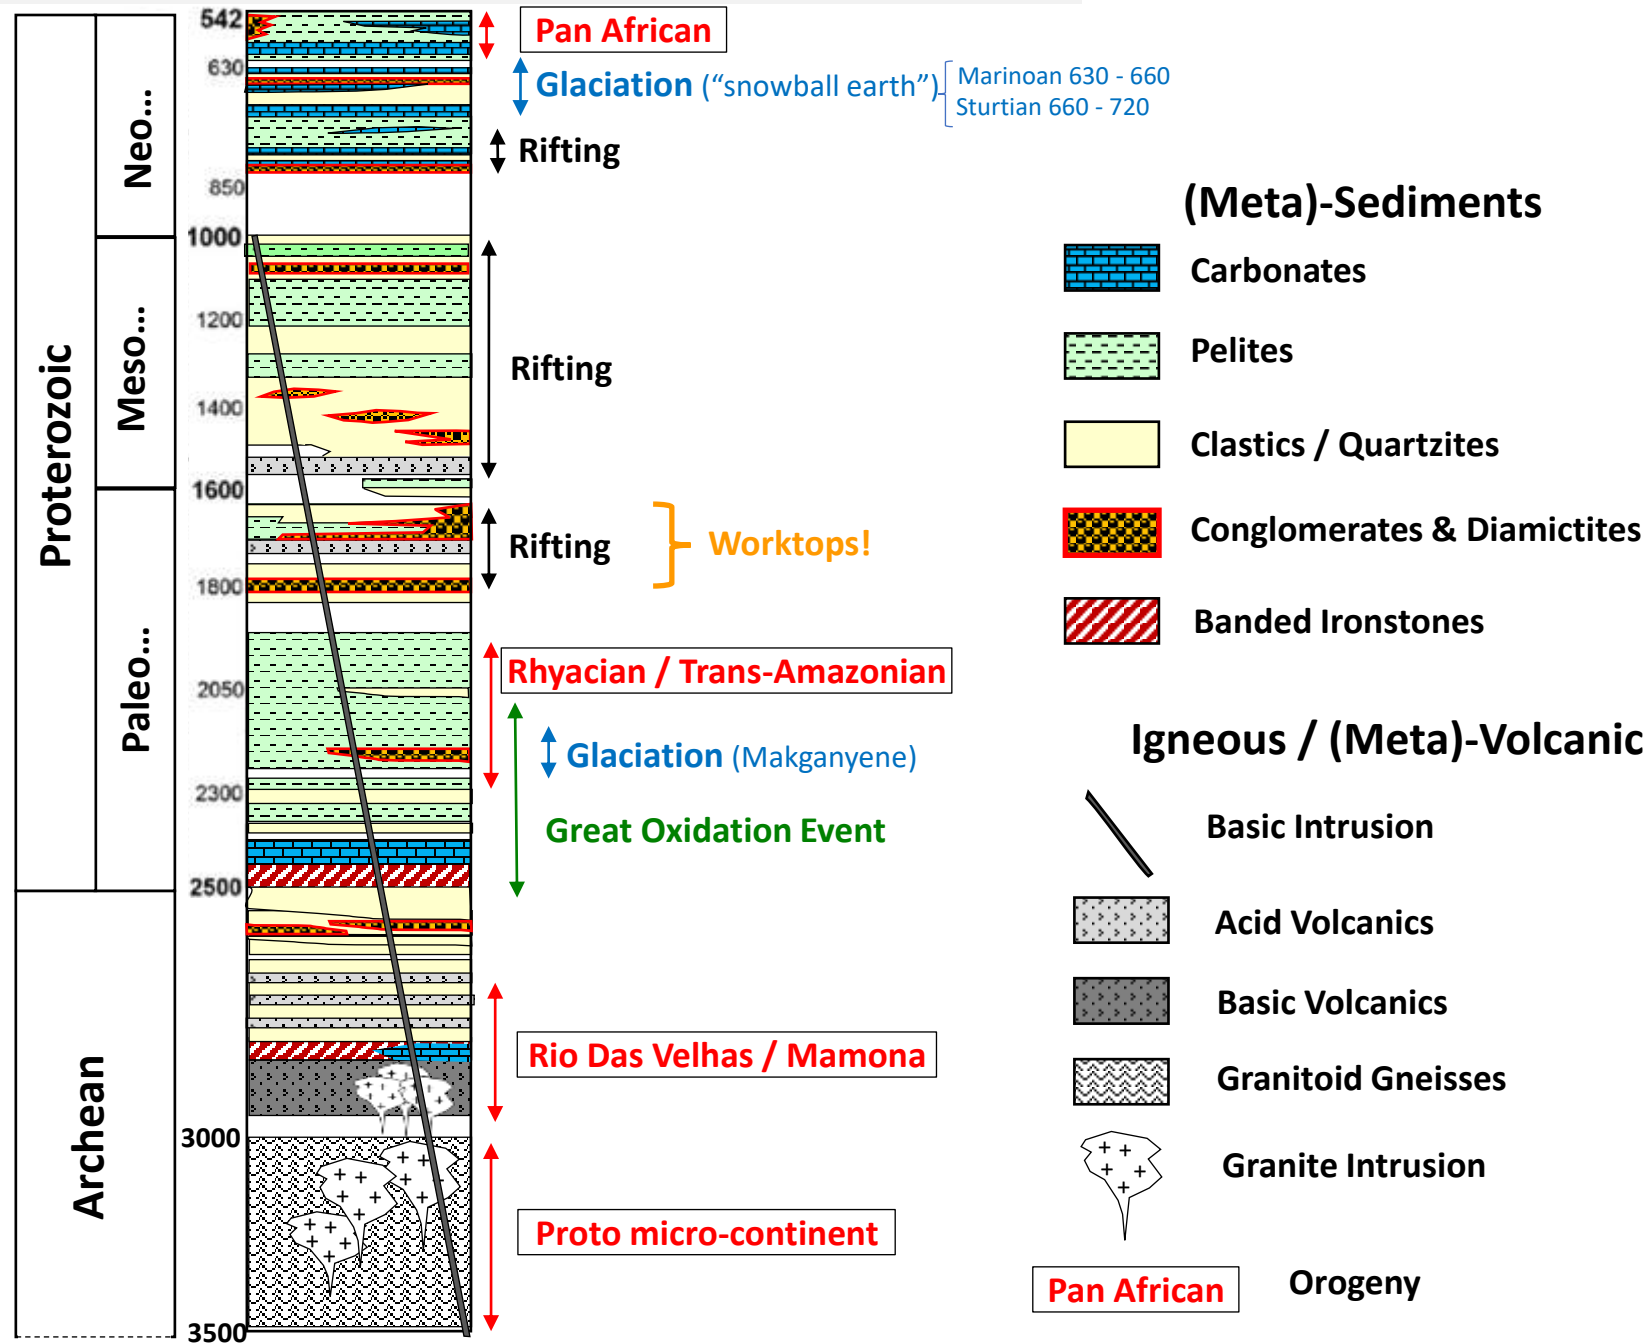 Proterozoic
Archean
Neo...
Meso...
Paleo...
542
630
850
1000
1200
1400
1600
1800
2050
2300
2500
3000
3500
Pan African
Glaciation (“snowball earth”)
Marinoan 630 - 660
Sturtian 660 - 720
Rifting
Rifting
Rifting
Worktops!
Rhyacian / Trans-Amazonian
Glaciation (Makganyene)
Great Oxidation Event
Rio Das Velhas / Mamona
Proto micro-continent
(Meta)-Sediments
Carbonates
Pelites
Clastics / Quartzites
Conglomerates & Diamictites
Banded Ironstones
Igneous / (Meta)-Volcanic
Basic Intrusion
Acid Volcanics
Basic Volcanics
Granitoid Gneisses
Granite Intrusion
Pan African Orogeny